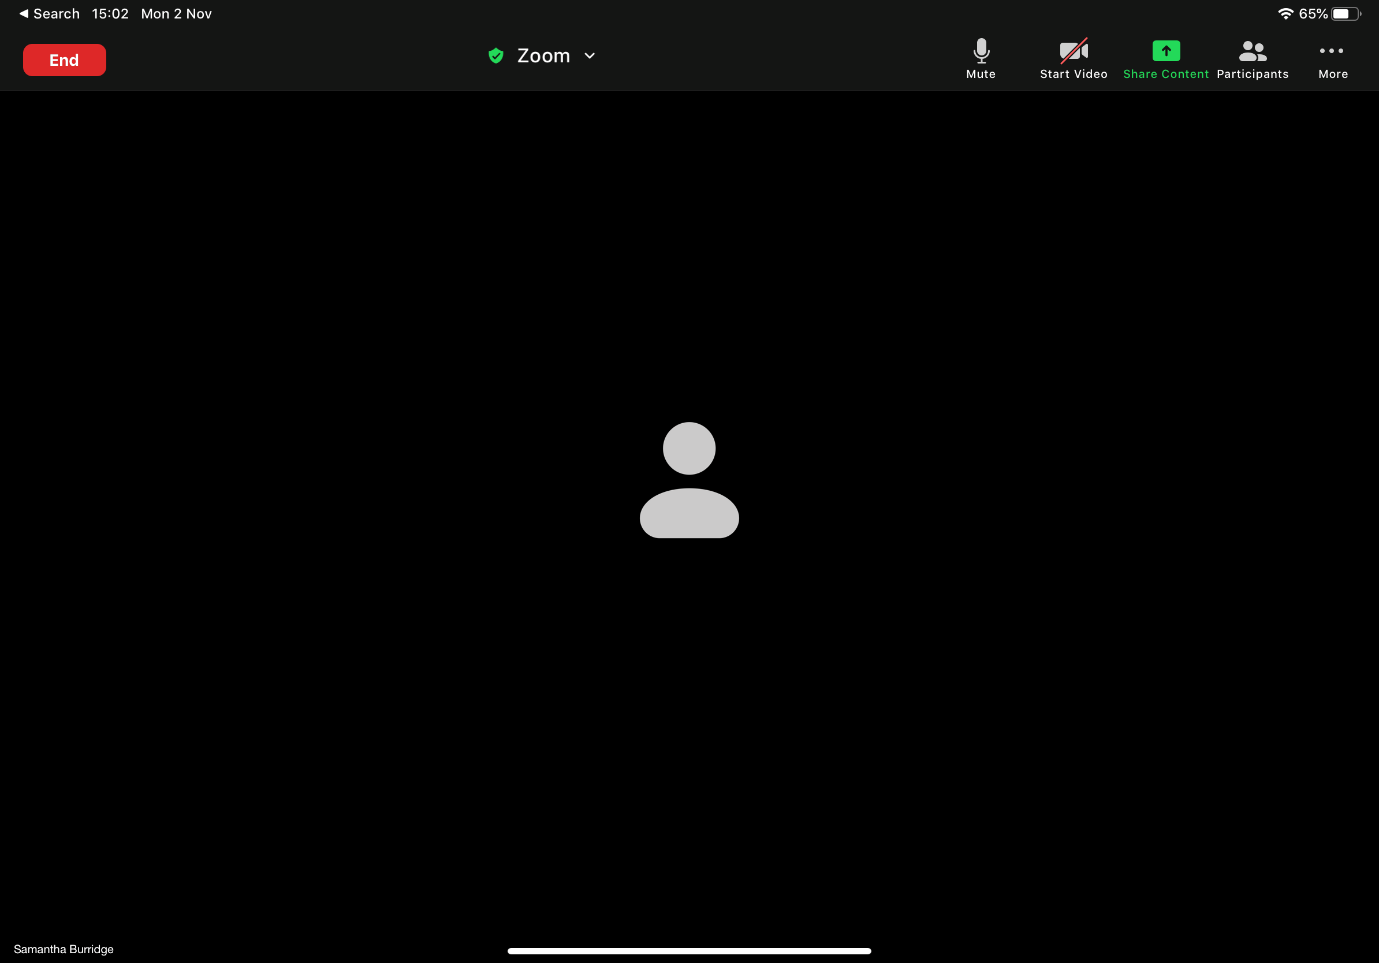 Search 15:02 Mon 2 Nov 65%
End Zoom
Mute Start Video Share Content Participants More
Samantha Burridge